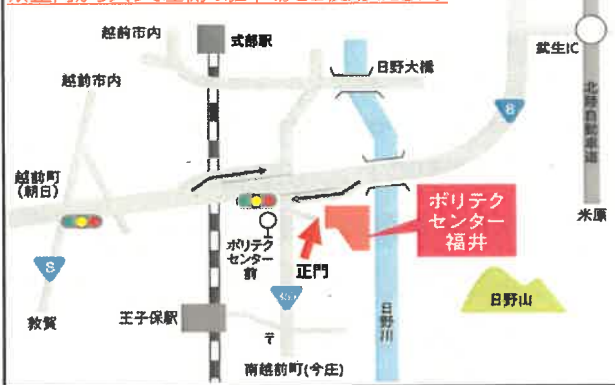 越前市内
式部駅
武生IC
越前市内
日野大橋
8
北陸自動車道
越前町
(朝日)
ポリテク
センター
福井
米原
ポリテク
センター
前
正門
8
365
日野山
敦賀
王子保駅
日野川
〒
南越前町(今庄)